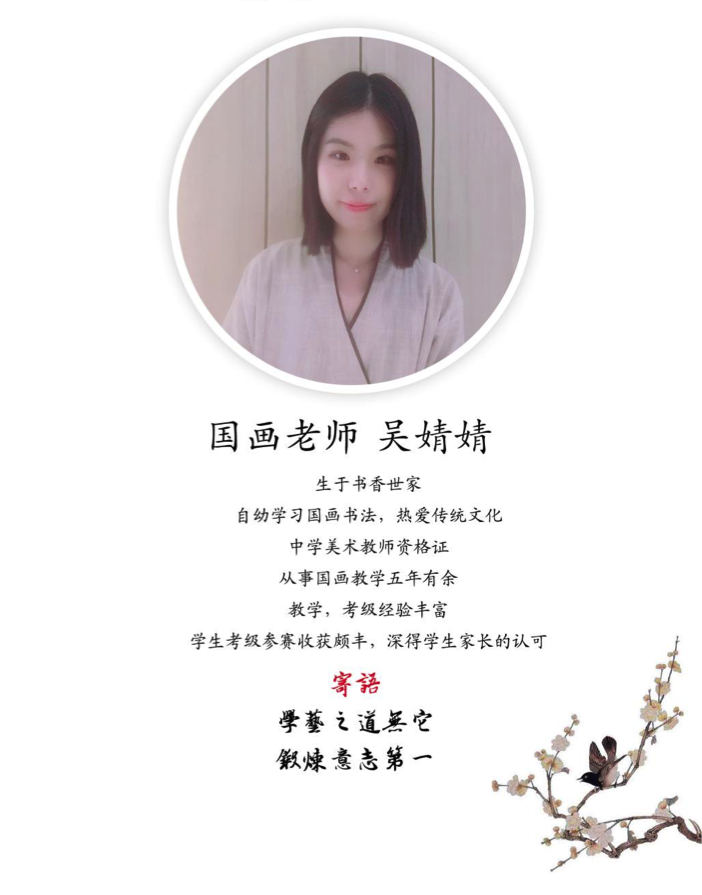 国画老师 吴婧婧
生于书香世家
自幼学习国画书法，热爱传统文化
中学美术教师资格证
从事国画教学五年有余
教学，考级经验丰富
学生考级参赛收获颇丰，深得学生家长的认可
寄語
學藝之道無它
鍛煉意志第一